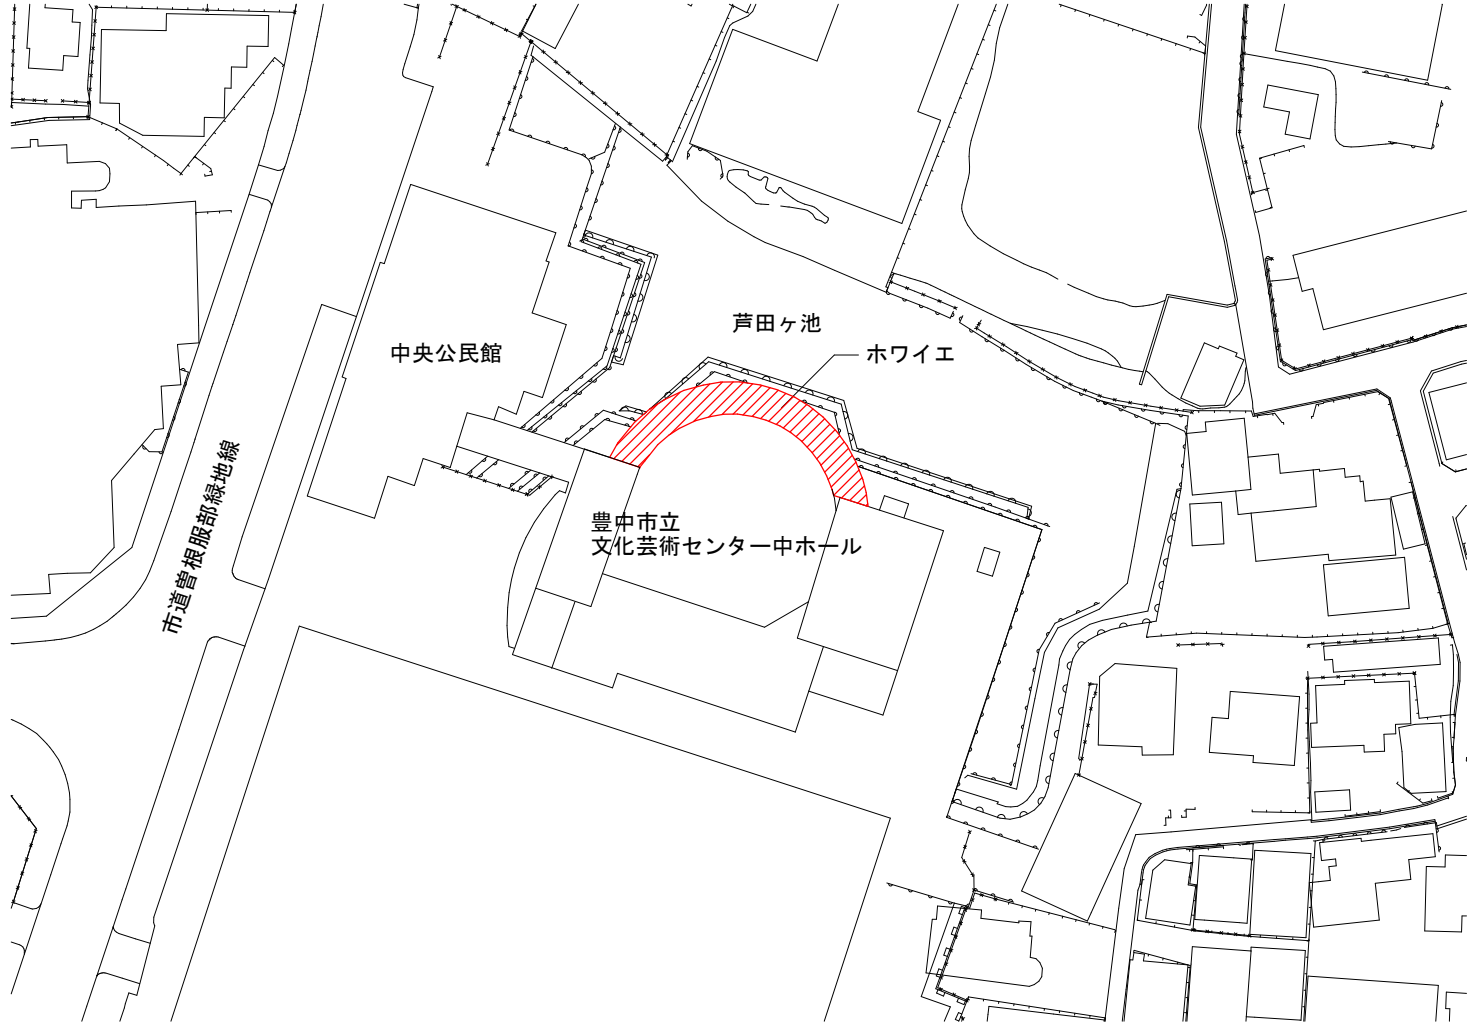 芦田ヶ池
中央公民館
ホワイエ
市道曽根服部緑地線
豊中市立
文化芸術センター中ホール